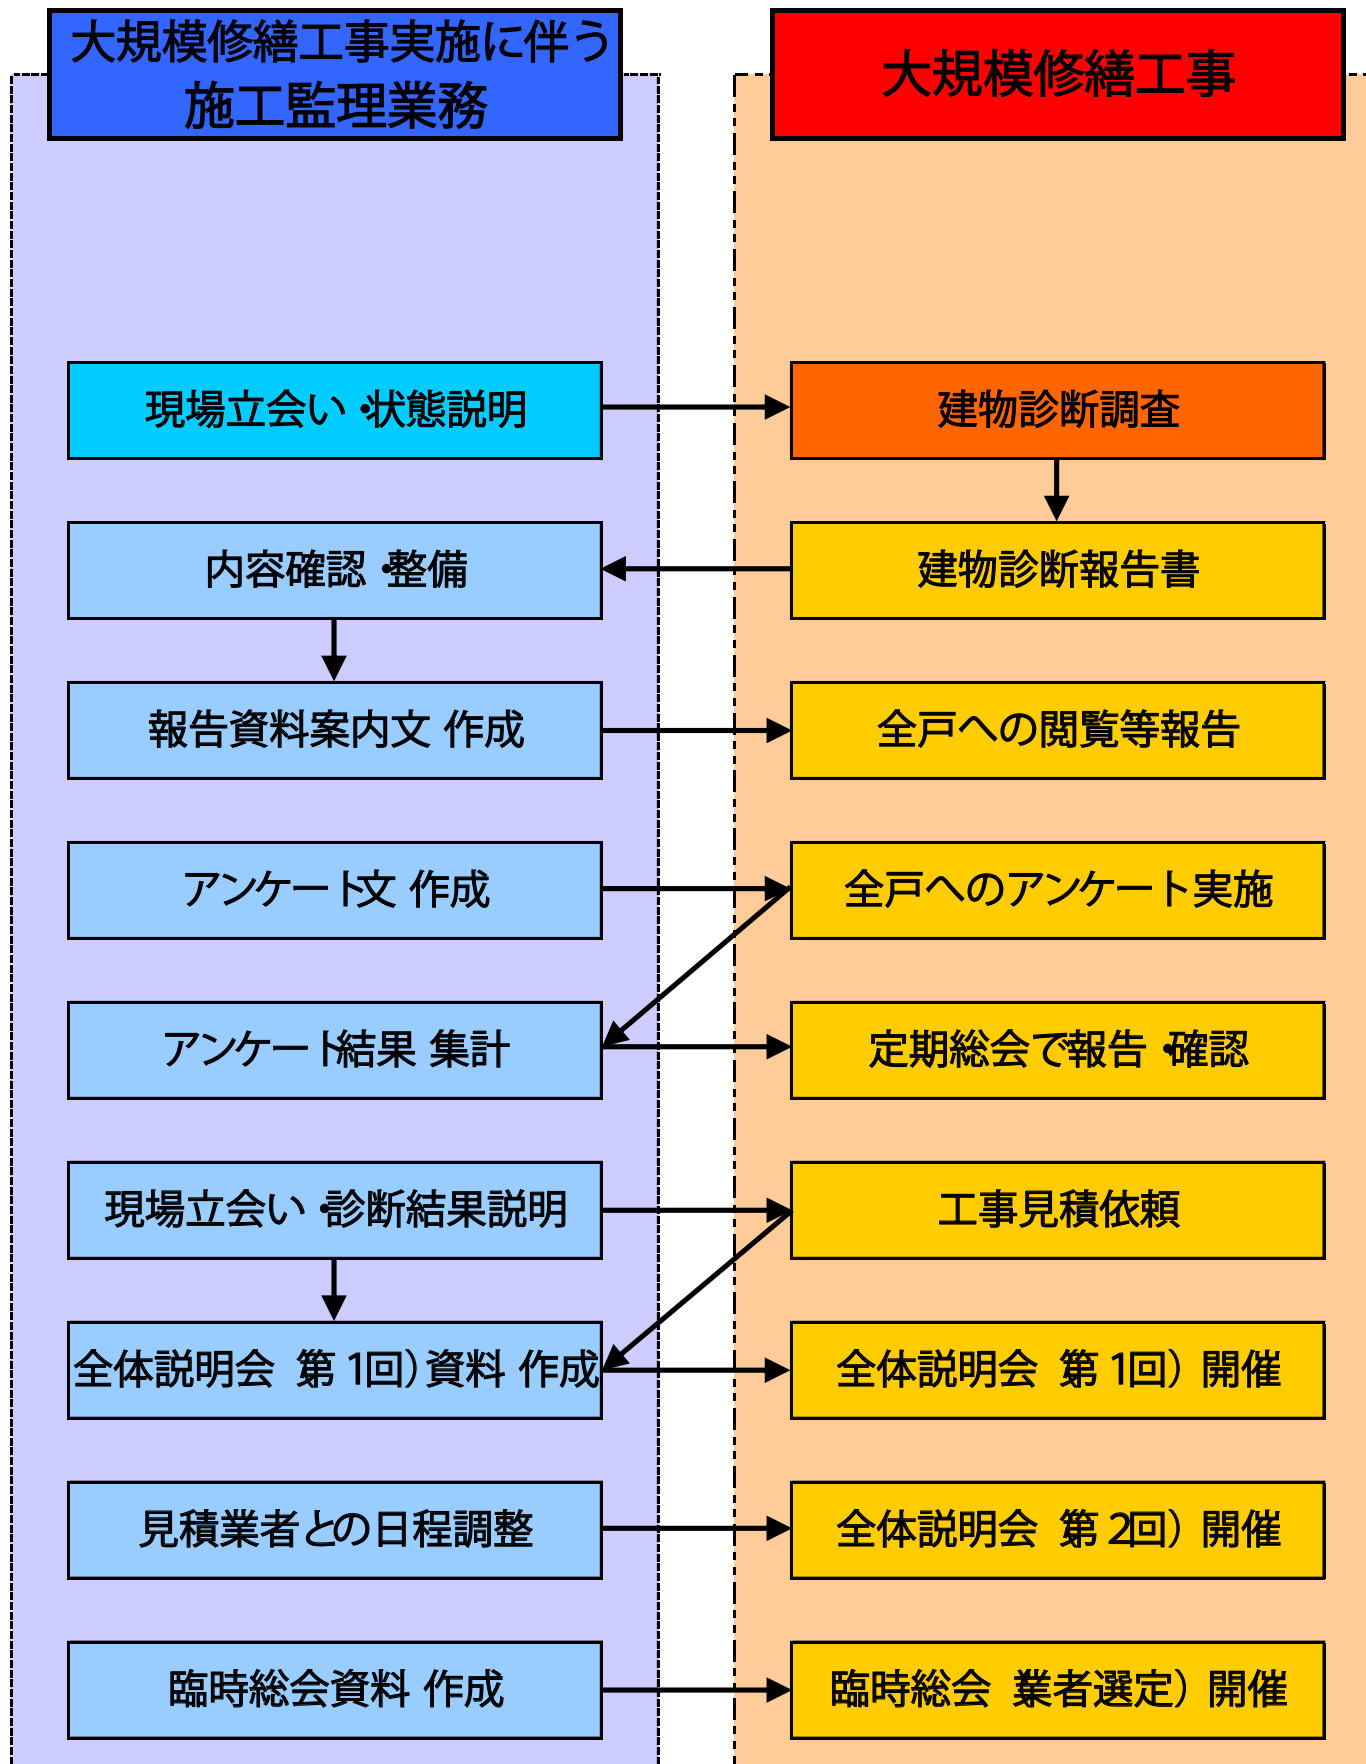 大規模修繕工事実施に伴う
施工監理業務
大規模修繕工事
現場立会い・状態説明
建物診断調査
内容確認・整備
建物診断報告書
報告資料案内文 作成
全戸への閲覧等報告
アンケート文 作成
全戸へのアンケート実施
アンケート結果 集計
定期総会で報告・確認
現場立会い・診断結果説明
工事見積依頼
全体説明会（第1回）資料 作成
全体説明会（第1回）開催
見積業者との日程調整
全体説明会（第2回）開催
臨時総会資料 作成
臨時総会（業者選定）開催